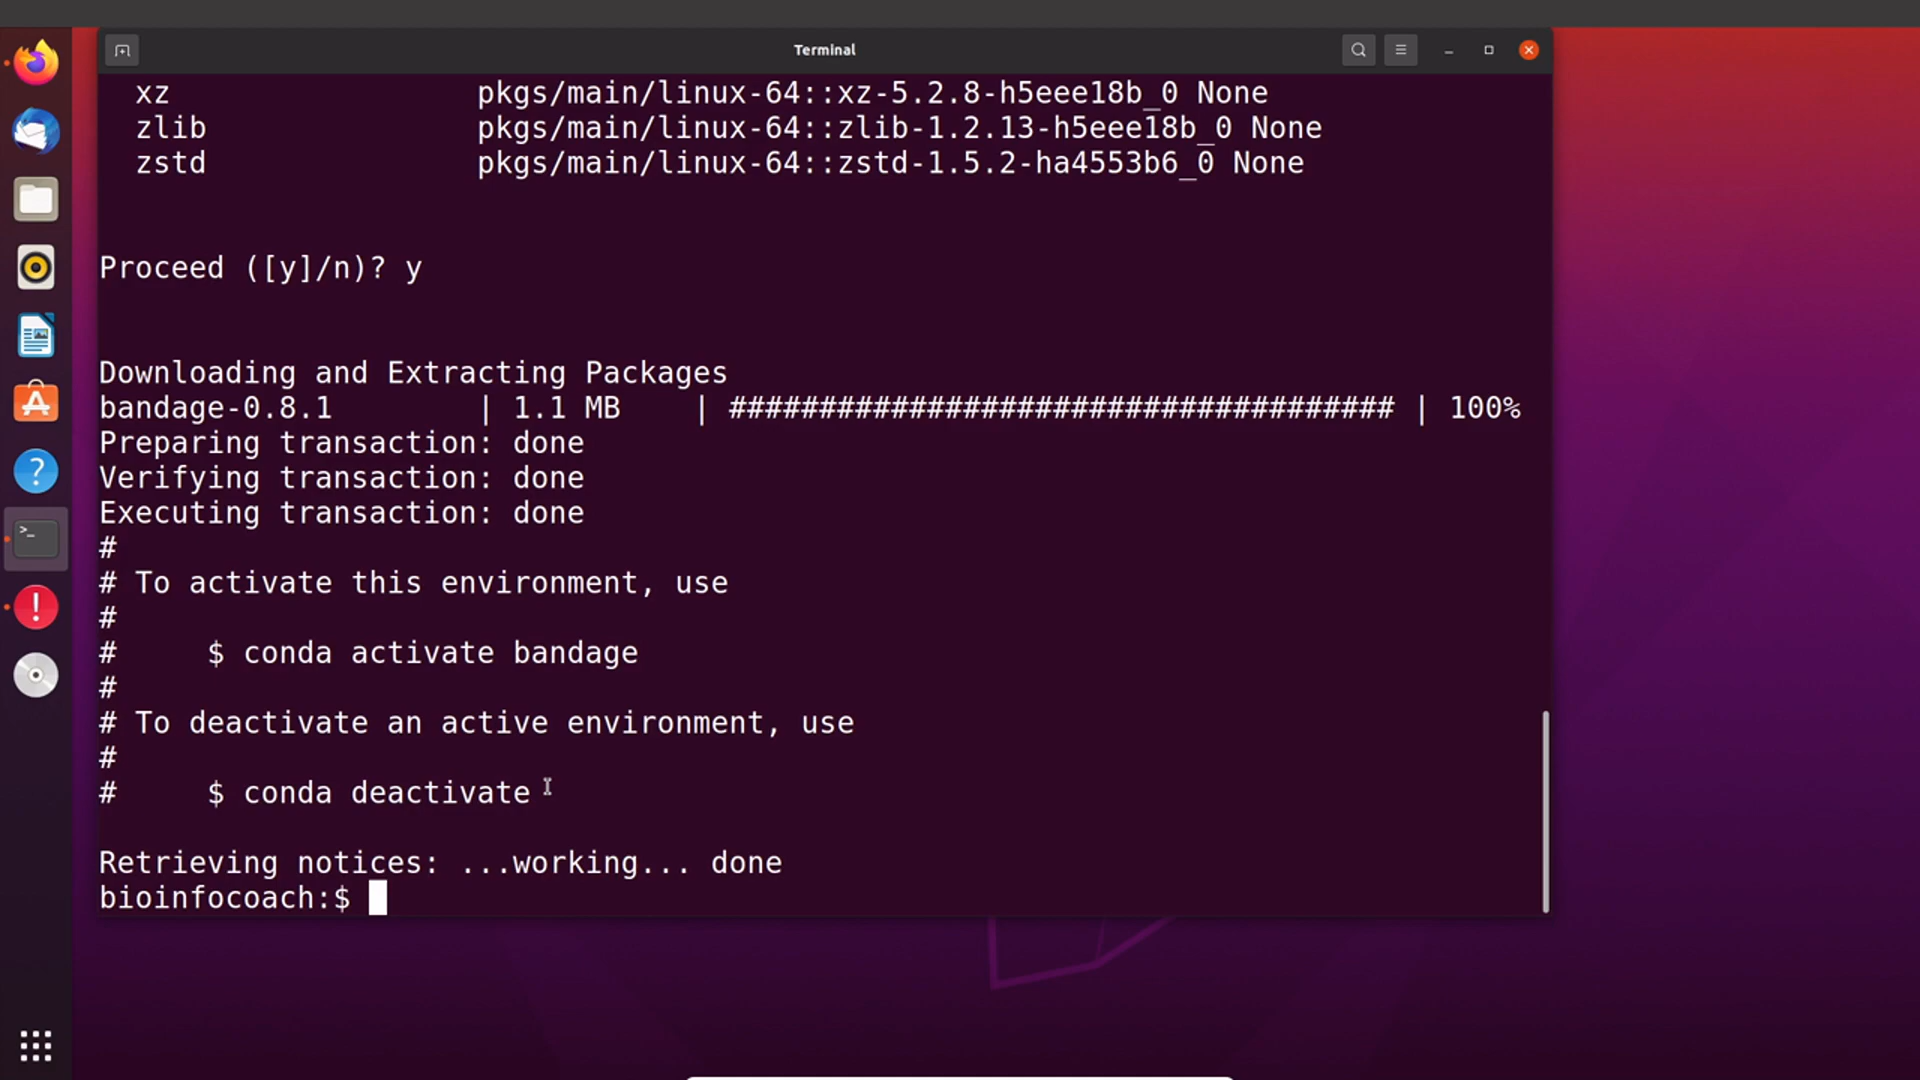 Terminal
xz pkgs/main/linux-64::xz-5.2.8-h5eee18b_0 None
zlib pkgs/main/linux-64::zlib-1.2.13-h5eee18b_0 None
zstd pkgs/main/linux-64::zstd-1.5.2-ha4553b6_0 None
Proceed ([y]/n)? y
Downloading and Extracting Packages
bandage-0.8.1 | 1.1 MB | ##################################### | 100%
Preparing transaction: done
Verifying transaction: done
Executing transaction: done
#
# To activate this environment, use
#
# $ conda activate bandage
#
# To deactivate an active environment, use
#
# $ conda deactivate
Retrieving notices: ...working... done
bioinfocoach:$